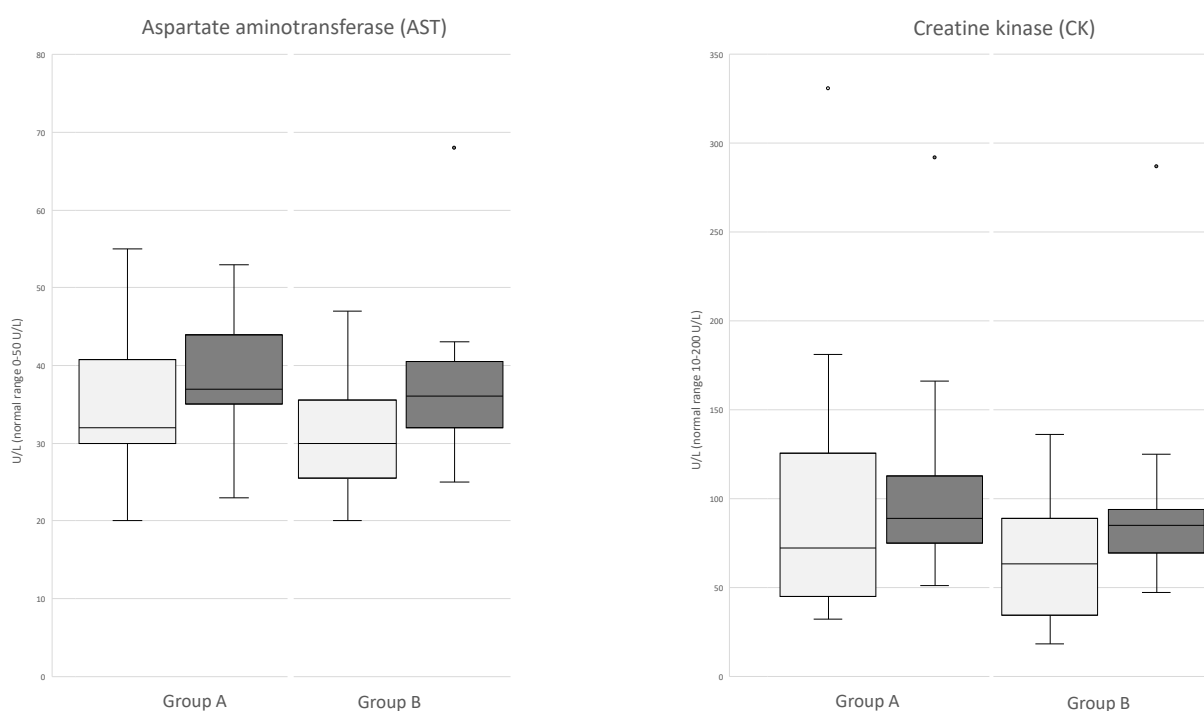 Aspartate aminotransferase (AST)
80
70
60
50
40
30
20
10
0
U/L (normal range 0-50 U/L)
Group A
Group B
Creatine kinase (CK)
350
300
250
200
150
100
50
0
U/L (normal range 10-200 U/L)
Group A
Group B